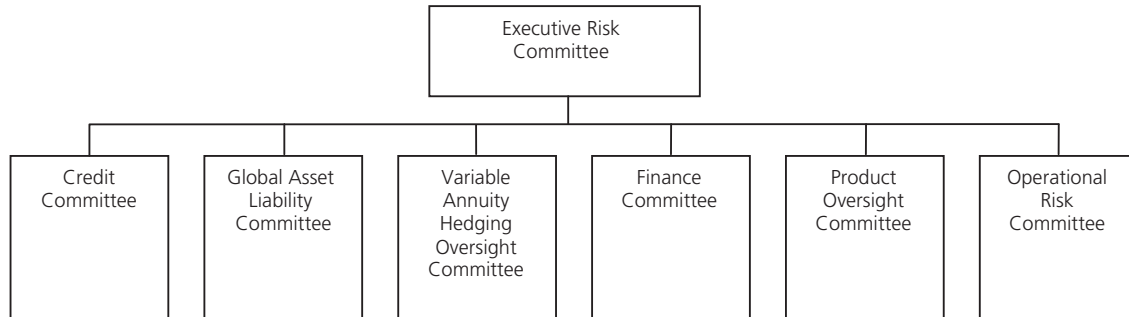 Executive Risk
Committee
Credit
Committee
Global Asset
Liability
Committee
Variable
Annuity
Hedging
Oversight
Committee
Finance
Committee
Product
Oversight
Committee
Operational
Risk
Committee